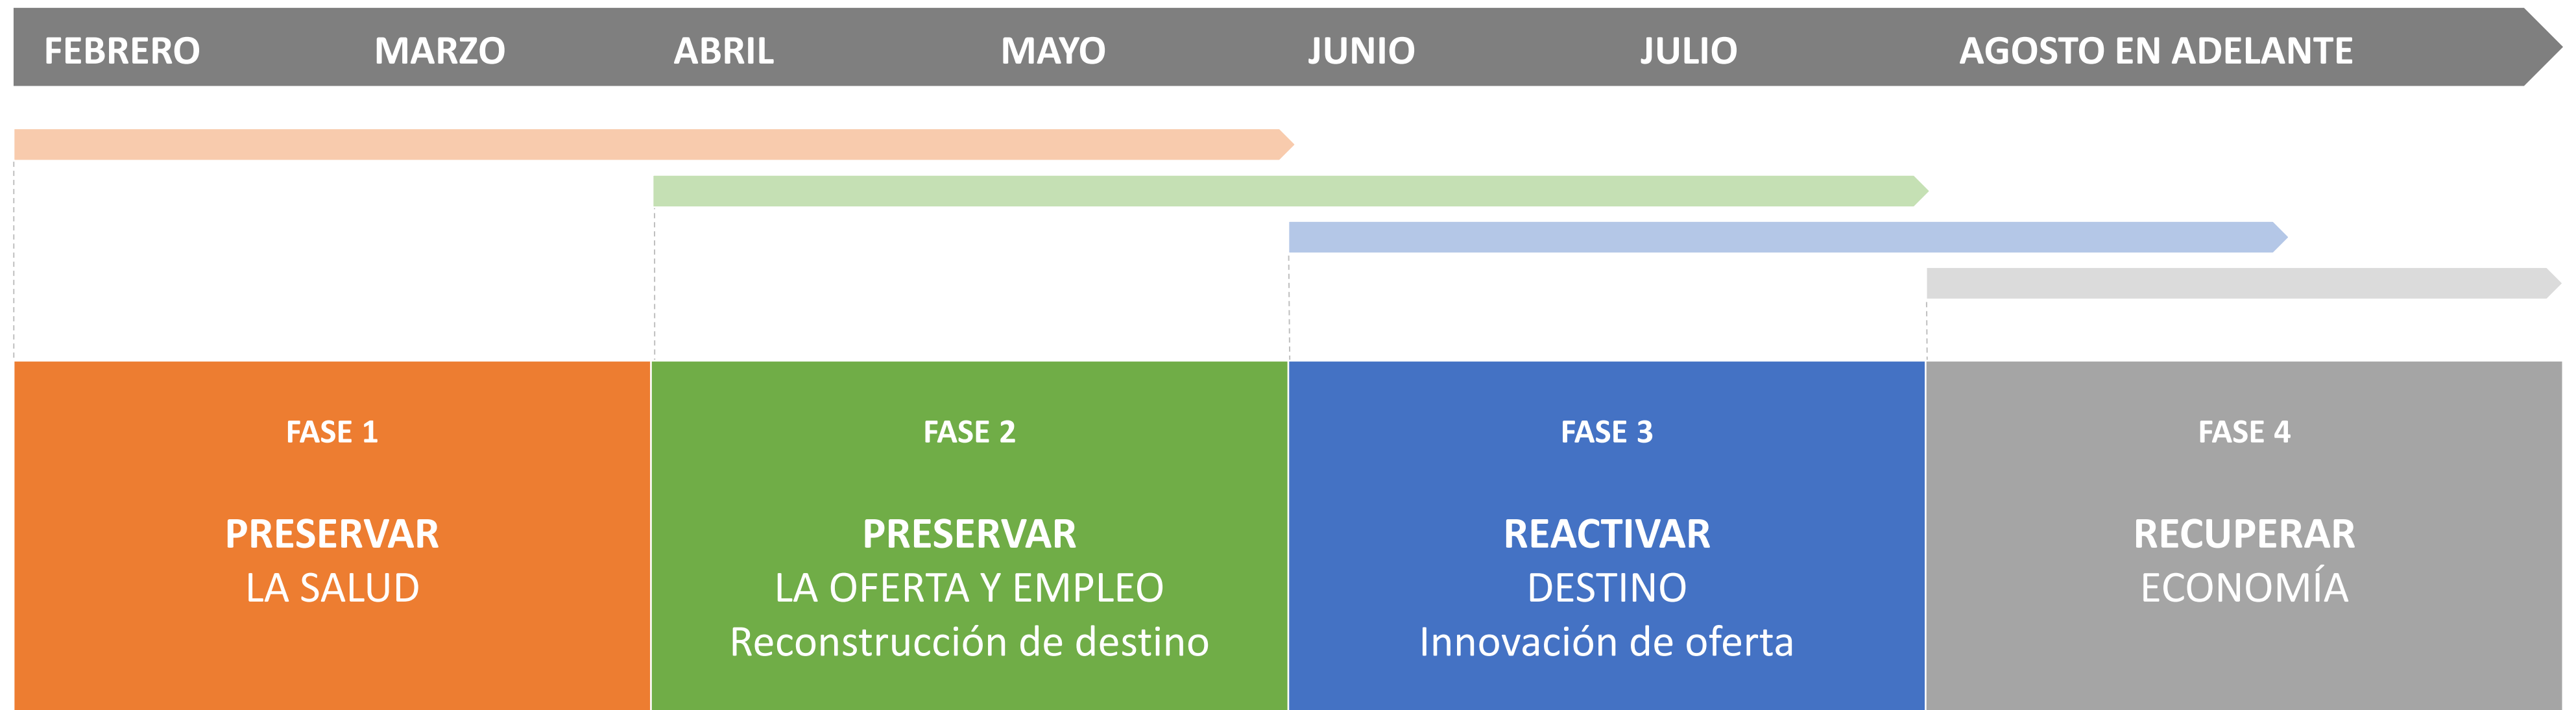 FEBRERO MARZO ABRIL MAYO JUNIO JULIO AGOSTO EN ADELANTE
FASE 1
PRESERVAR
LA SALUD
FASE 2
PRESERVAR
LA OFERTA Y EMPLEO
Reconstrucción de destino
FASE 3
REACTIVAR
DESTINO
Innovación de oferta
FASE 4
RECUPERAR
ECONOMÍA